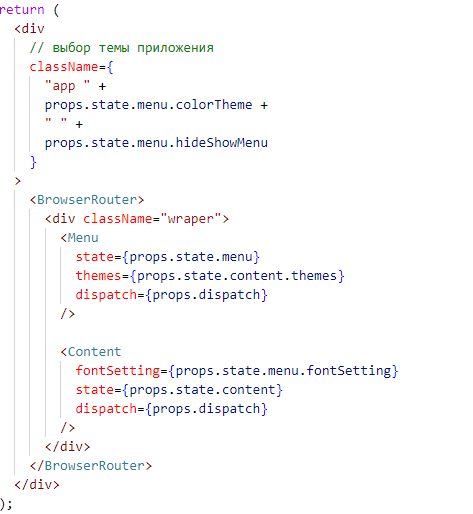 return (
<div
// выбор темы приложения
className={
"app " +
props.state.menu.colorTheme +
" " +
props.state.menu.hideShowMenu
}
>
<BrowserRouter>
<div className="wraper">
<Menu
state={props.state.menu}
themes={props.state.content.themes}
dispatch={props.dispatch}
/>
<Content
fontSetting={props.state.menu.fontSetting}
state={props.state.content}
dispatch={props.dispatch}
/>
</div>
</BrowserRouter>
</div>
);